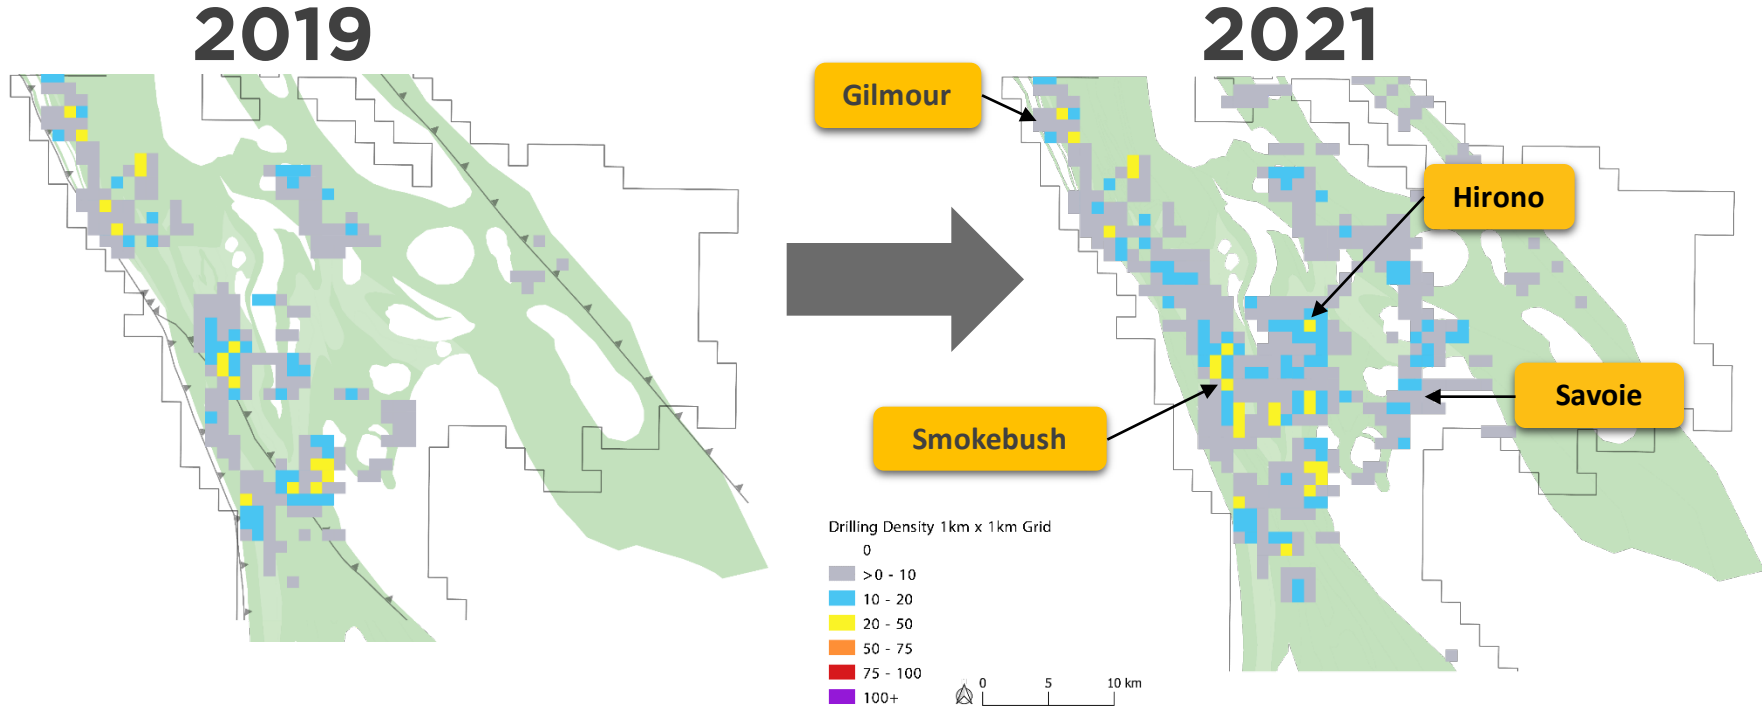 2019
2021
Gilmour
Hirono
Savoie
Smokebush
Drilling Density 1km x 1km Grid
0
>0 - 10
10 - 20
20 - 50
50 - 75
75 - 100
100+
0 5 10 km